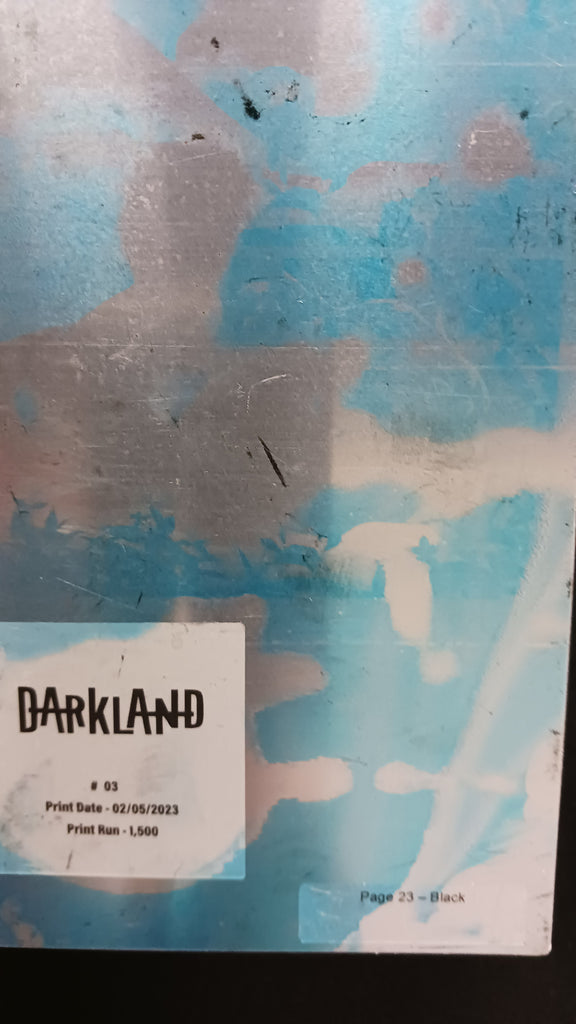 DARKLAND
# 03
Print Date - 02/05/2023
Print Run - 1,500
Page 23 – Black